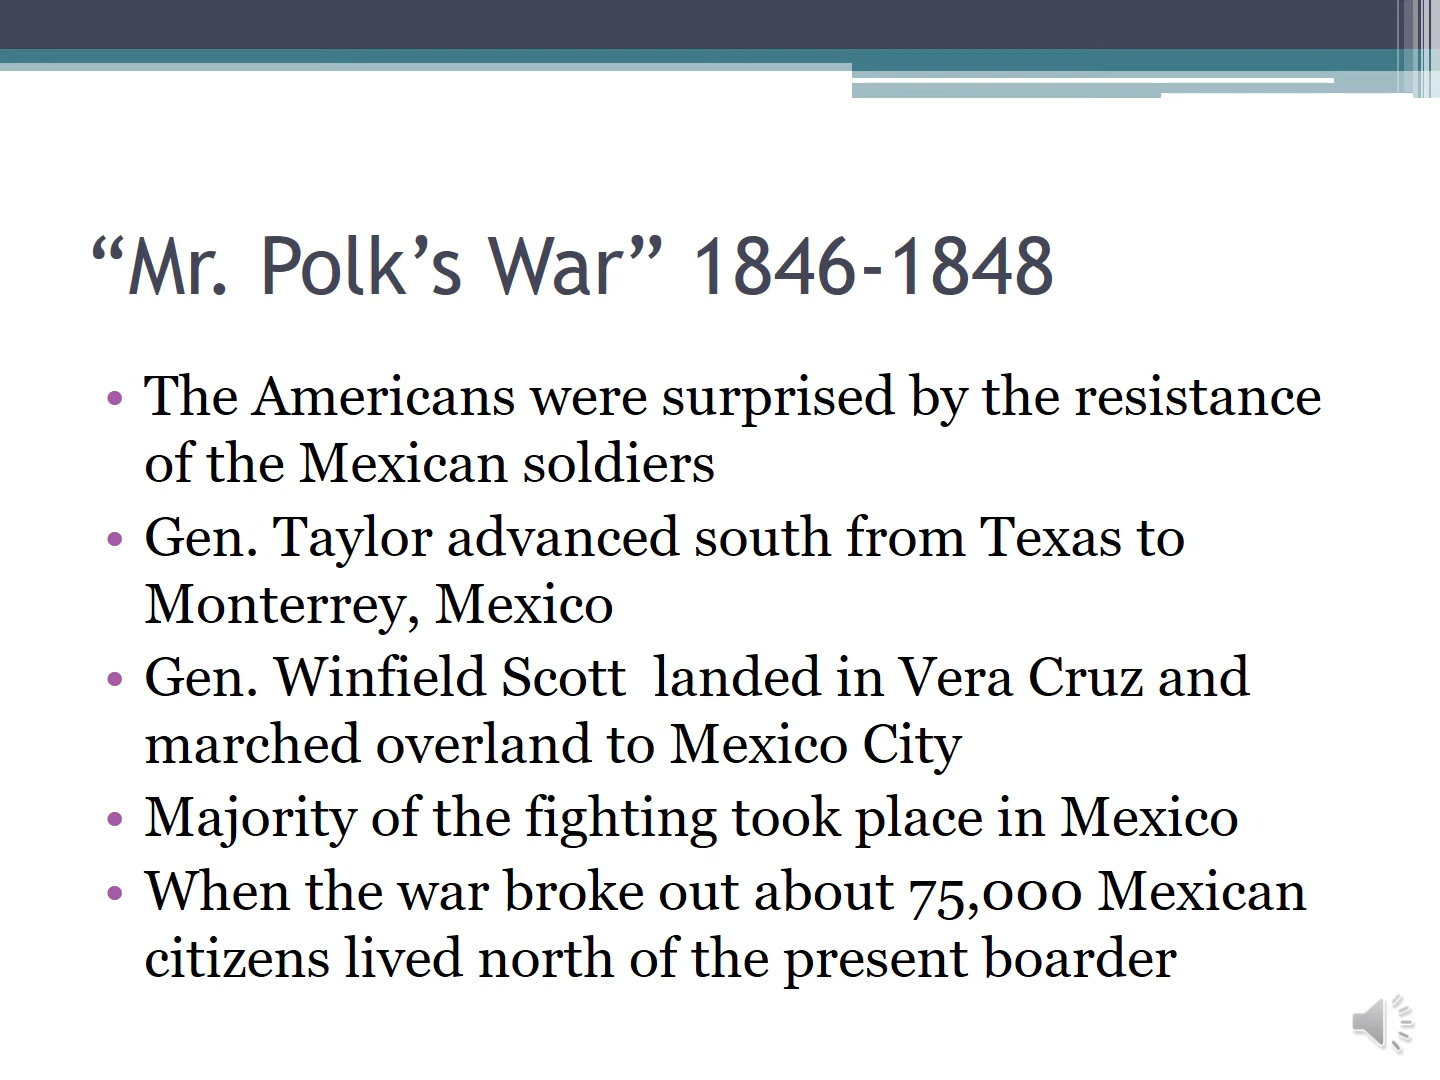 “Mr. Polk’s War” 1846-1848
• The Americans were surprised by the resistance
of the Mexican soldiers
• Gen. Taylor advanced south from Texas to
Monterrey, Mexico
• Gen. Winfield Scott  landed in Vera Cruz and
marched overland to Mexico City
• Majority of the fighting took place in Mexico
• When the war broke out about 75,000 Mexican
citizens lived north of the present boarder